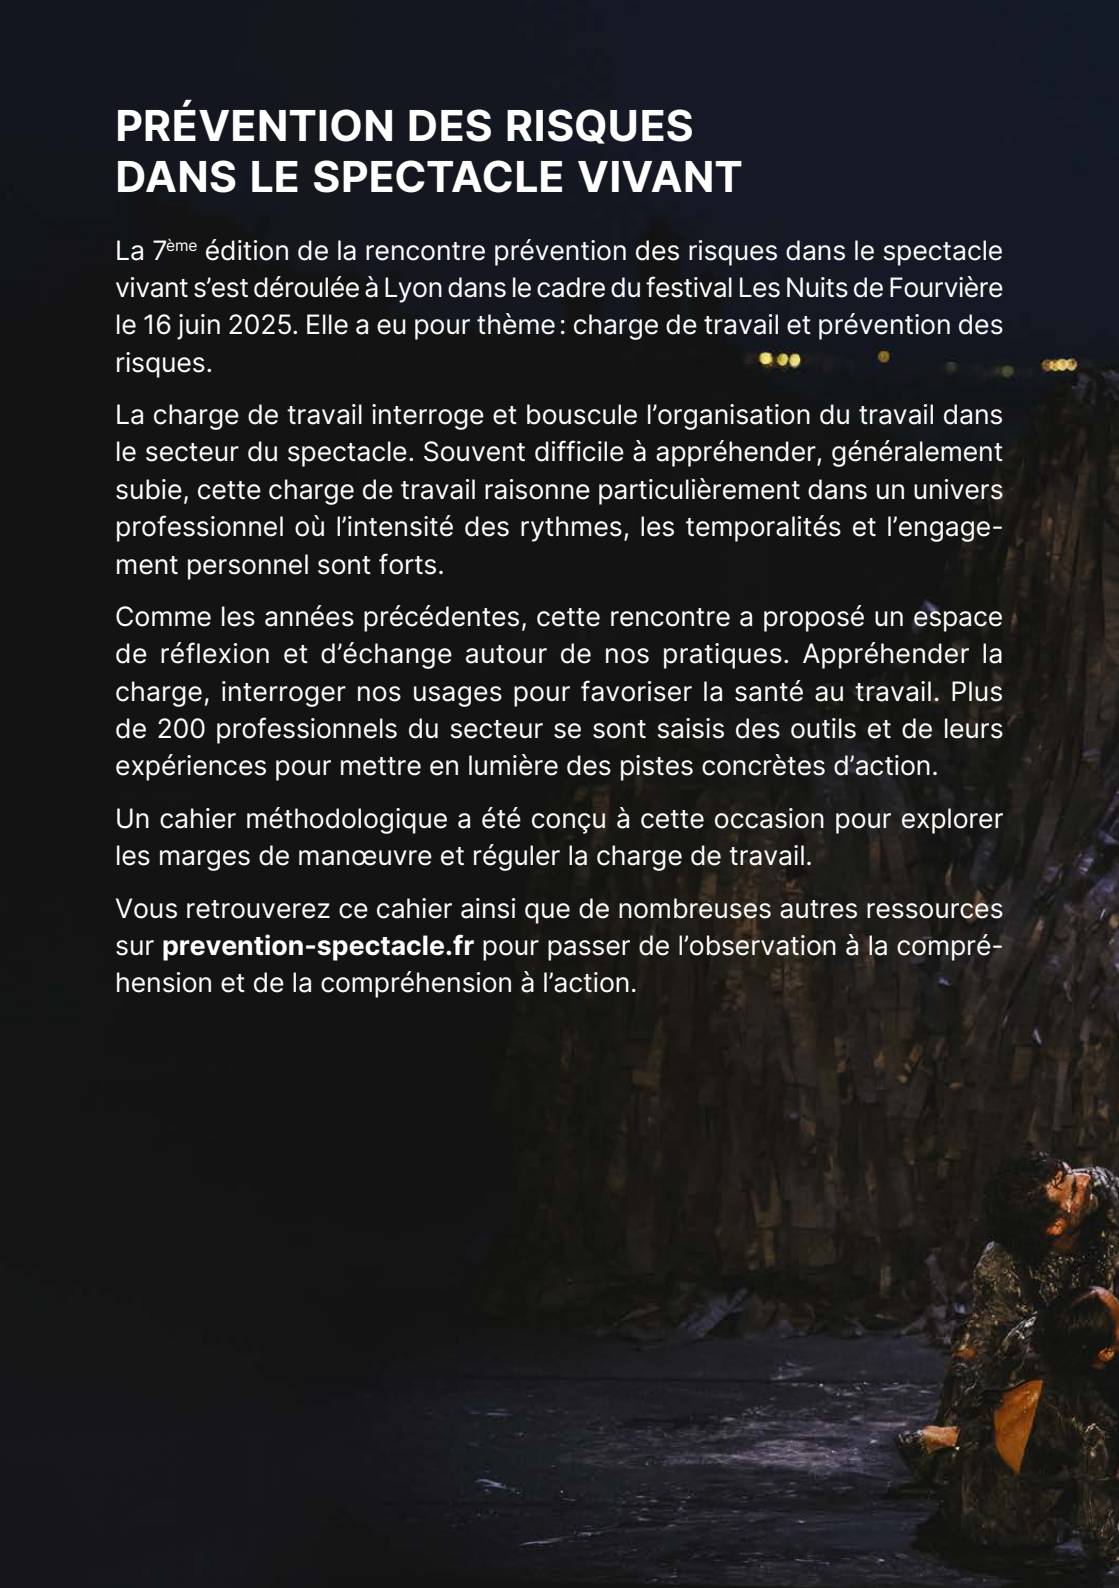 PRÉVENTION DES RISQUES
DANS LE SPECTACLE VIVANT
La 7ème édition de la rencontre prévention des risques dans le spectacle
vivant s’est déroulée à Lyon dans le cadre du festival Les Nuits de Fourvière
le 16 juin 2025. Elle a eu pour thème : charge de travail et prévention des
risques.
La charge de travail interroge et bouscule l’organisation du travail dans
le secteur du spectacle. Souvent difficile à appréhender, généralement
subie, cette charge de travail raisonne particulièrement dans un univers
professionnel où l’intensité des rythmes, les temporalités et l’engage-
ment personnel sont forts.
Comme les années précédentes, cette rencontre a proposé un espace
de réflexion et d’échange autour de nos pratiques. Appréhender la
charge, interroger nos usages pour favoriser la santé au travail. Plus
de 200 professionnels du secteur se sont saisis des outils et de leurs
expériences pour mettre en lumière des pistes concrètes d’action.
Un cahier méthodologique a été conçu à cette occasion pour explorer
les marges de manœuvre et réguler la charge de travail.
Vous retrouverez ce cahier ainsi que de nombreuses autres ressources
sur prevention-spectacle.fr pour passer de l’observation à la compré-
hension et de la compréhension à l’action.